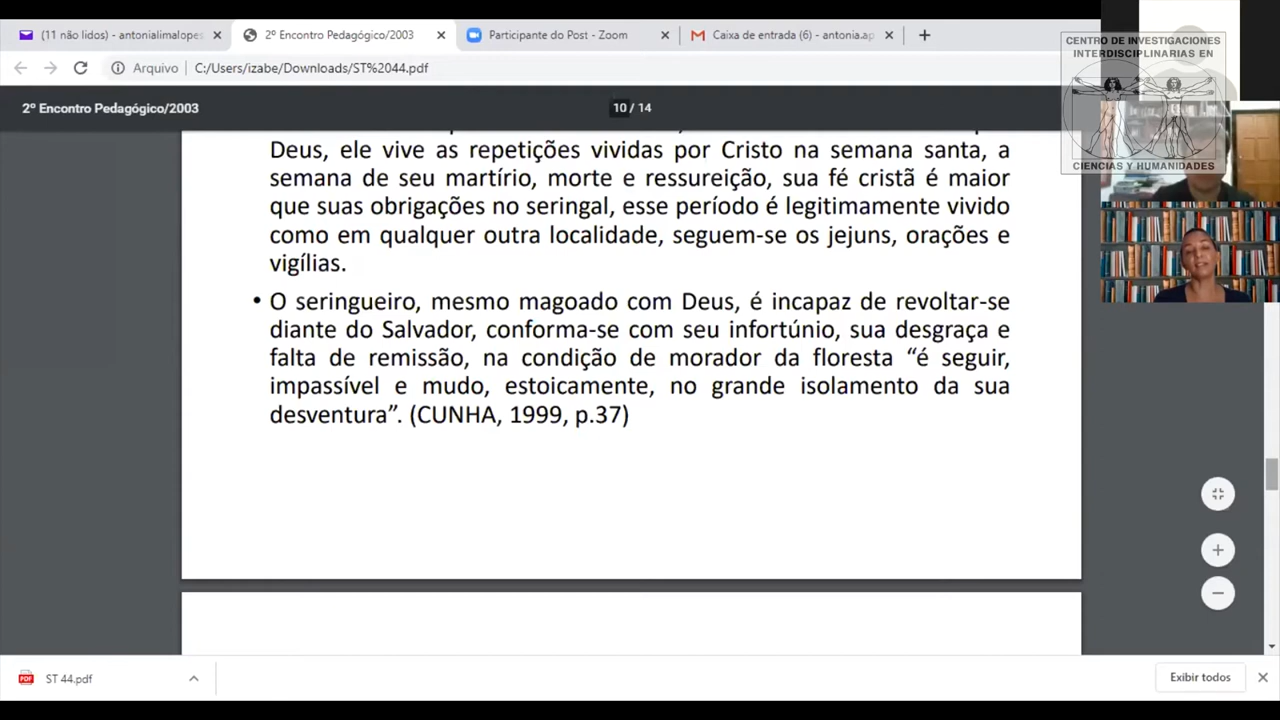 (11 não lidos) - antonialimalopes
2º Encontro Pedagógico/2003
Participante do Post - Zoom
Caixa de entrada (6) - antonia.ap
Arquivo
C:/Users/izabe/Downloads/ST%2044.pdf
CENTRO DE INVESTIGACIONES
INTERDISCIPLINARIAS EN
CIENCIAS Y HUMANIDADES
2º Encontro Pedagógico/2003
10 / 14
Deus, ele vive as repetições vividas por Cristo na semana santa, a
semana de seu martírio, morte e ressureição, sua fé cristã é maior
que suas obrigações no seringal, esse período é legitimamente vivido
como em qualquer outra localidade, seguem-se os jejuns, orações e
vigílias.
• O seringueiro, mesmo magoado com Deus, é incapaz de revoltar-se
diante do Salvador, conforma-se com seu infortúnio, sua desgraça e
falta de remissão, na condição de morador da floresta “é seguir,
impassível e mudo, estoicamente, no grande isolamento da sua
desventura”. (CUNHA, 1999, p.37)
PDF
ST 44.pdf
Exibir todos